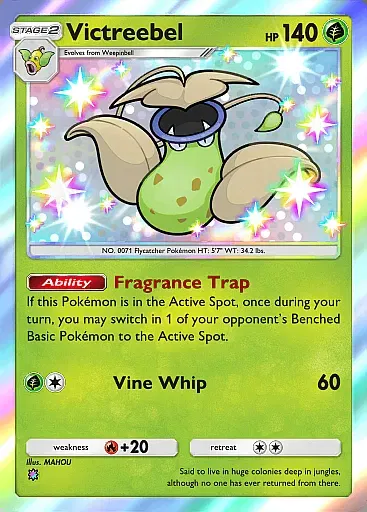 STAGE 2 Victreebel HP 140
Evolves from Weepinbell
NO. 0071 Flycatcher Pokémon HT: 5'7" WT: 34.2 lbs.
Ability Fragrance Trap
If this Pokémon is in the Active Spot, once during your
turn, you may switch in 1 of your opponent's Benched
Basic Pokémon to the Active Spot.
Vine Whip 60
weakness +20 retreat
Illus. MAHOU
Said to live in huge colonies deep in jungles,
although no one has ever returned from there.